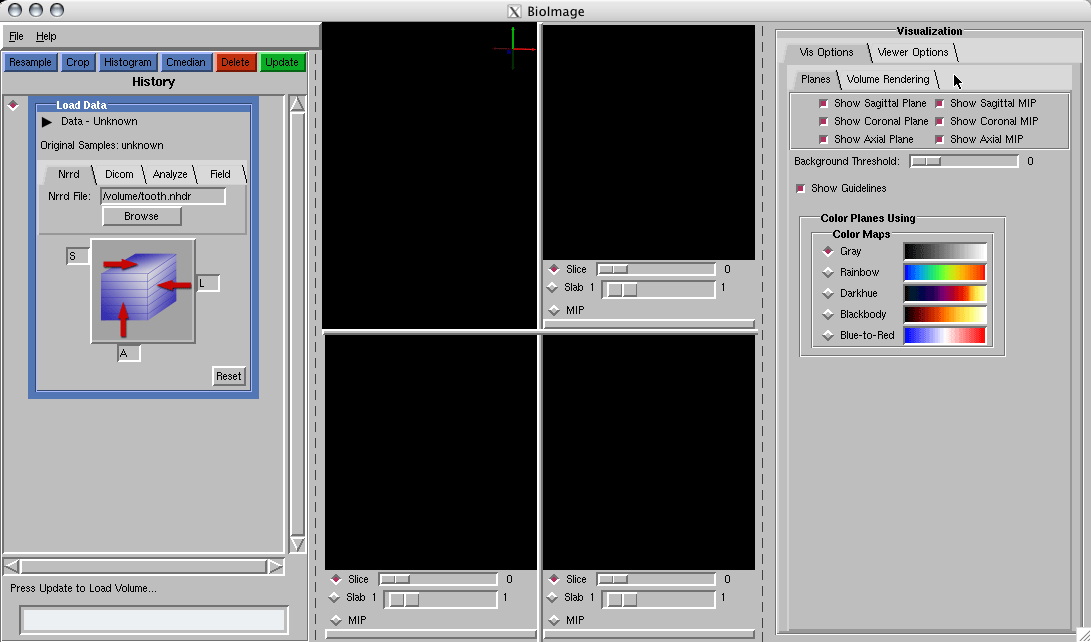 BioImage
File Help
Resample Crop Histogram Cmedian Delete Update
History
Load Data
Data - Unknown
Original Samples: unknown
Nrrd Dicom Analyze Field
Nrrd File: /volume/tooth.nhdr
Browse
S
L
A
Reset
Press Update to Load Volume...
Slice 0
Slab 1 1
MIP
Slice 0
Slab 1 1
MIP
Slice 0
Slab 1 1
MIP
Visualization
Vis Options Viewer Options
Planes Volume Rendering
Show Sagittal Plane Show Sagittal MIP
Show Coronal Plane Show Coronal MIP
Show Axial Plane Show Axial MIP
Background Threshold: 0
Show Guidelines
Color Planes Using
Color Maps
Gray
Rainbow
Darkhue
Blackbody
Blue-to-Red